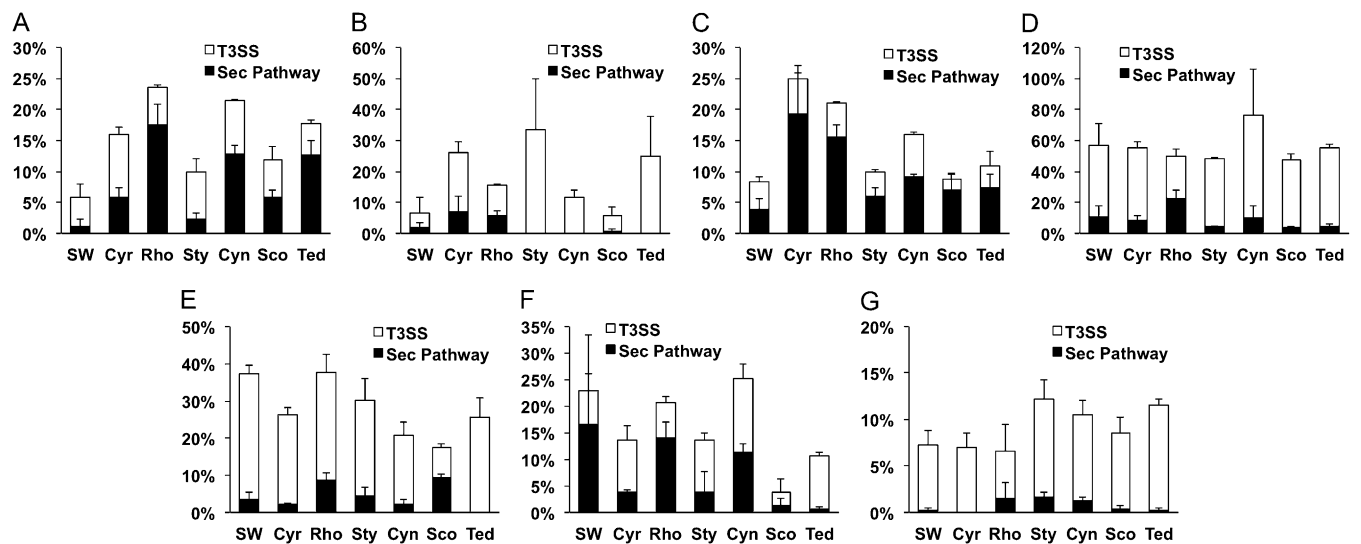 A
30%
25%
20%
15%
10%
5%
0%
T3SS
Sec Pathway
SW Cyr Rho Sty Cyn Sco Ted
B
60%
50%
40%
30%
20%
10%
0%
T3SS
Sec Pathway
SW Cyr Rho Sty Cyn Sco Ted
C
30%
25%
20%
15%
10%
5%
0%
T3SS
Sec Pathway
SW Cyr Rho Sty Cyn Sco Ted
D
120%
100%
80%
60%
40%
20%
0%
T3SS
Sec Pathway
SW Cyr Rho Sty Cyn Sco Ted
E
50%
40%
30%
20%
10%
0%
T3SS
Sec Pathway
SW Cyr Rho Sty Cyn Sco Ted
F
35%
30%
25%
20%
15%
10%
5%
0%
T3SS
Sec Pathway
SW Cyr Rho Sty Cyn Sco Ted
G
20%
15%
10%
5%
0%
T3SS
Sec Pathway
SW Cyr Rho Sty Cyn Sco Ted